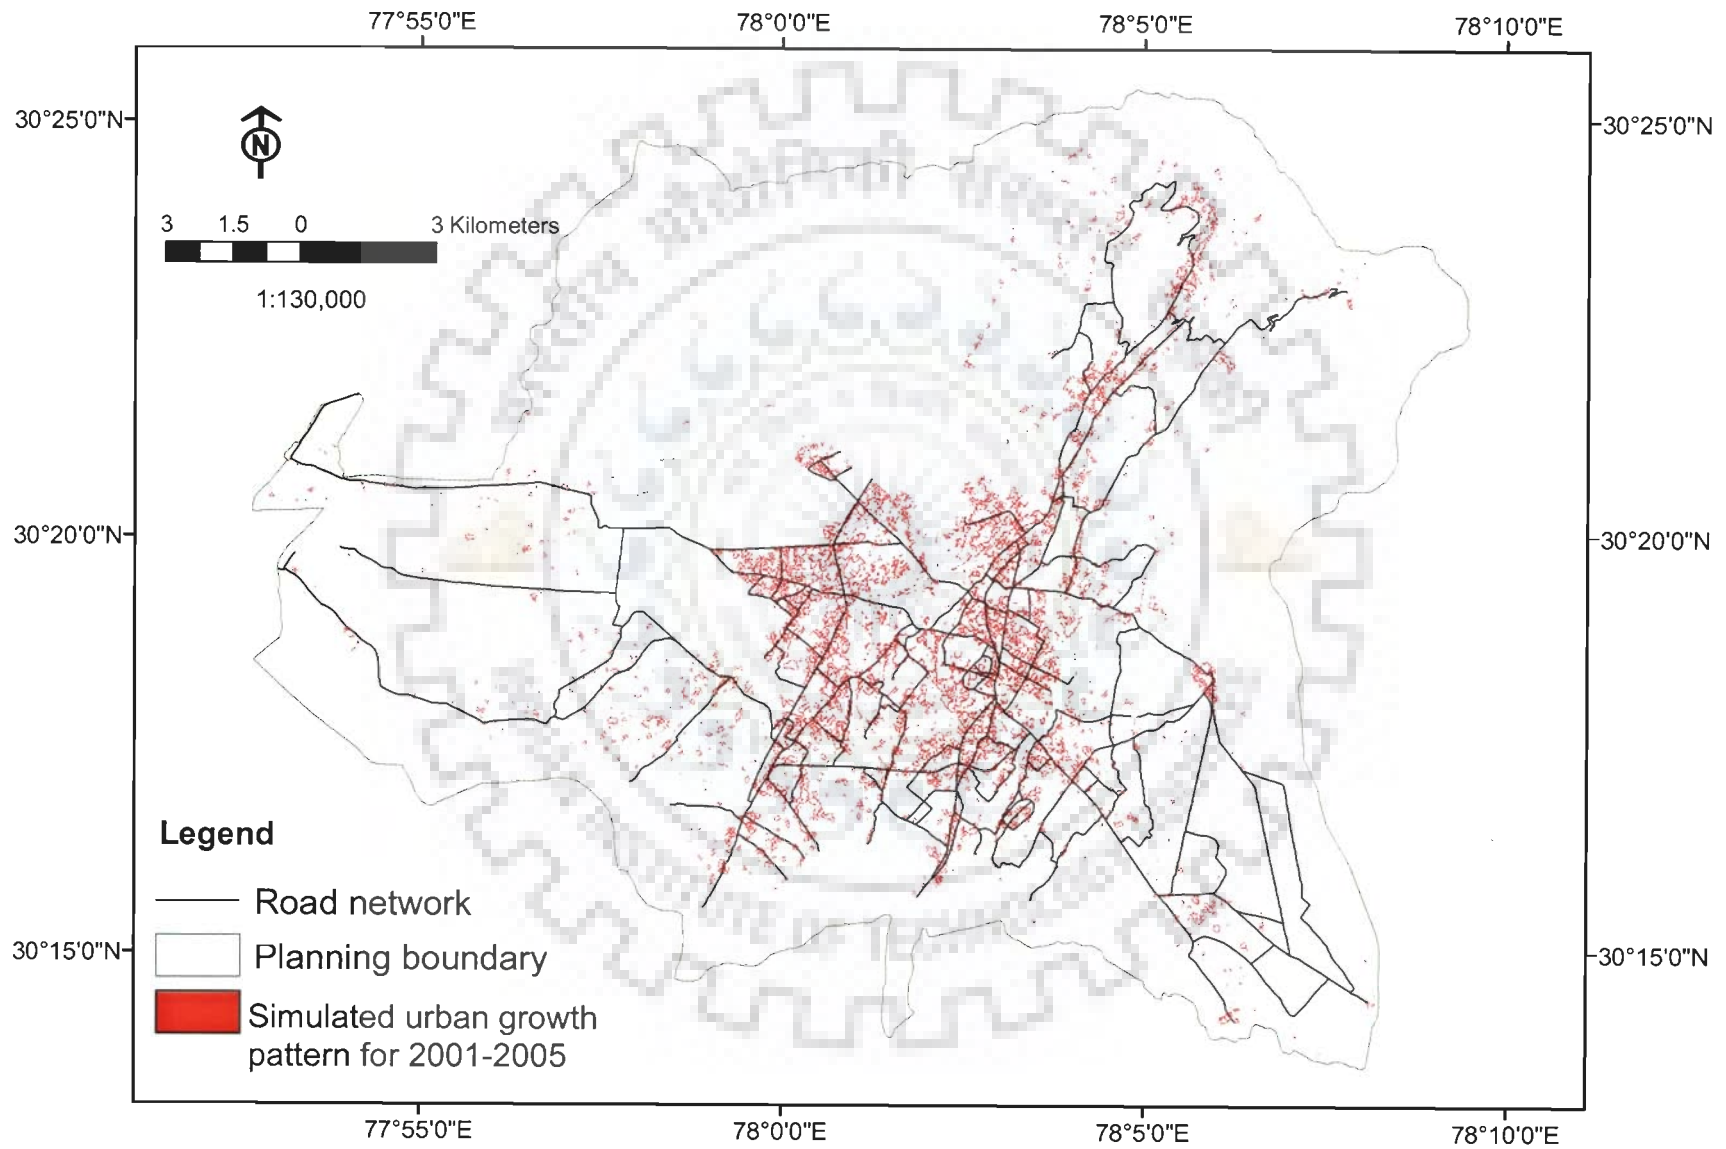 77°55'0"E 78°0'0"E 78°5'0"E 78°10'0"E
30°25'0"N 30°25'0"N
N
3 1.5 0 3 Kilometers
1:130,000
30°20'0"N 30°20'0"N
Legend
Road network
30°15'0"N 30°15'0"N
Planning boundary
Simulated urban growth
pattern for 2001-2005
77°55'0"E 78°0'0"E 78°5'0"E 78°10'0"E